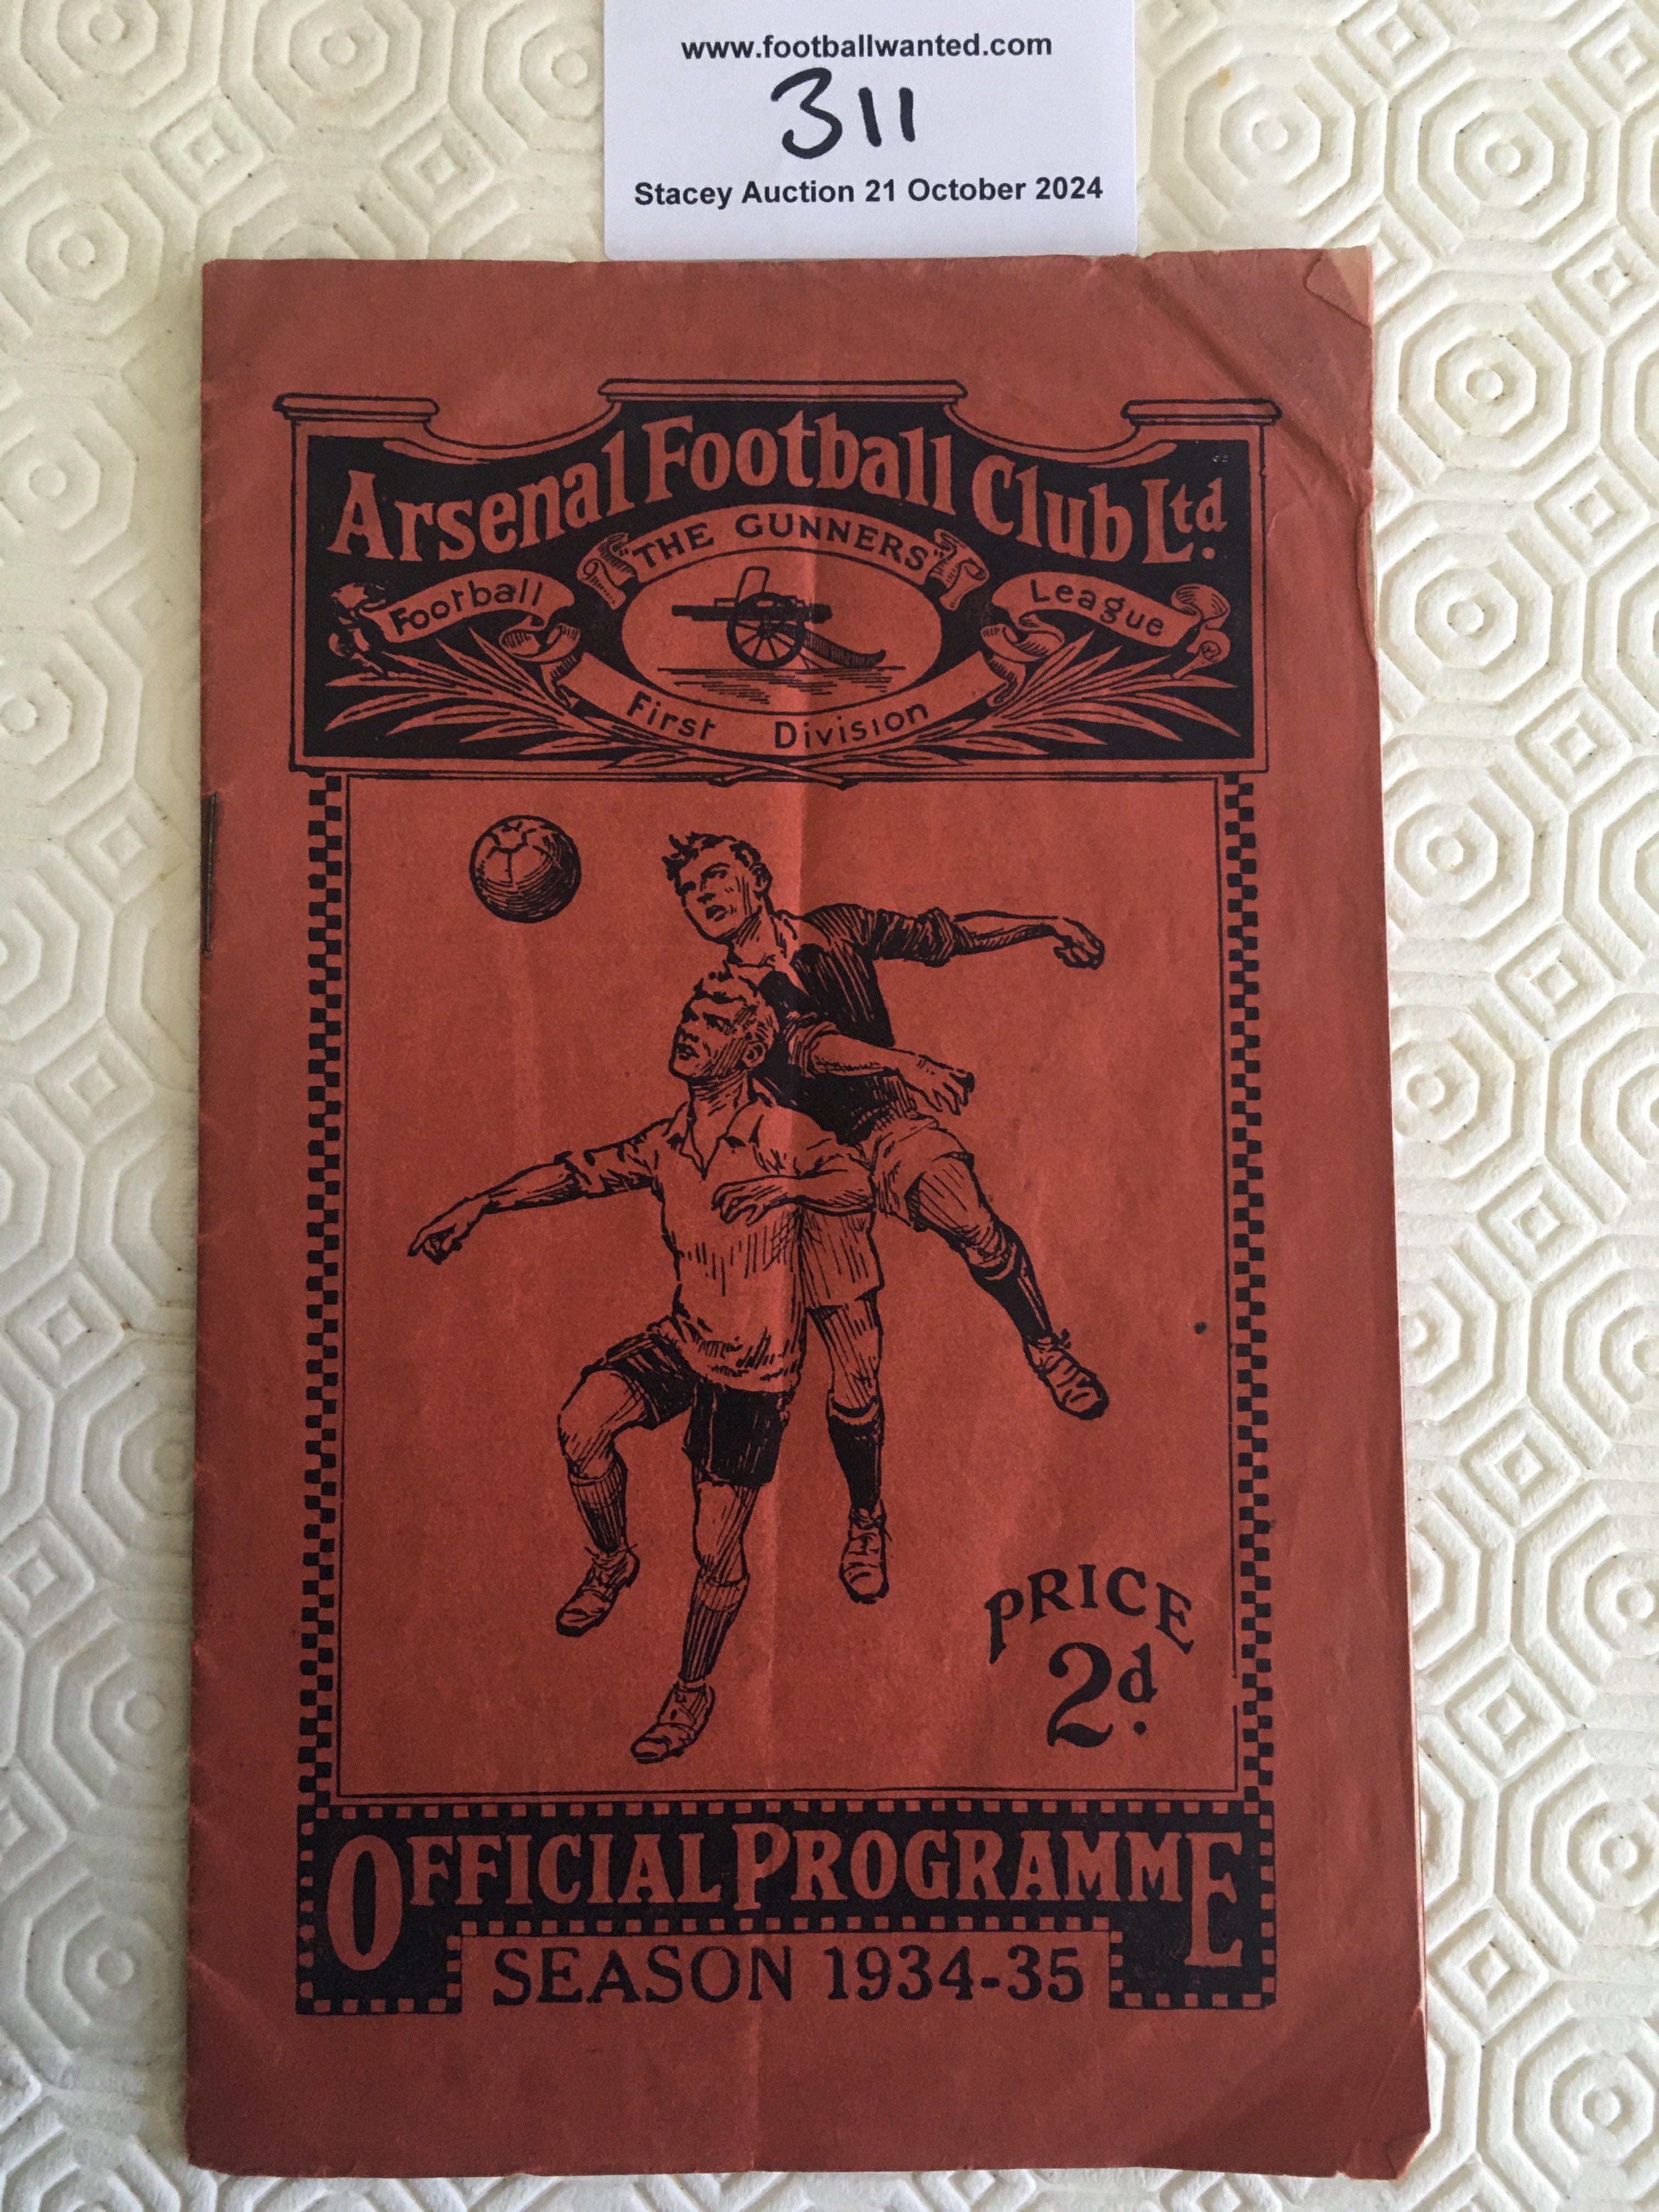 www.footballwanted.com
311
Stacey Auction 21 October 2024
Arsenal Football Club Ltd.
"THE GUNNERS"
Football League
First Division
PRICE
2d.
OFFICIAL PROGRAMME
SEASON 1934-35